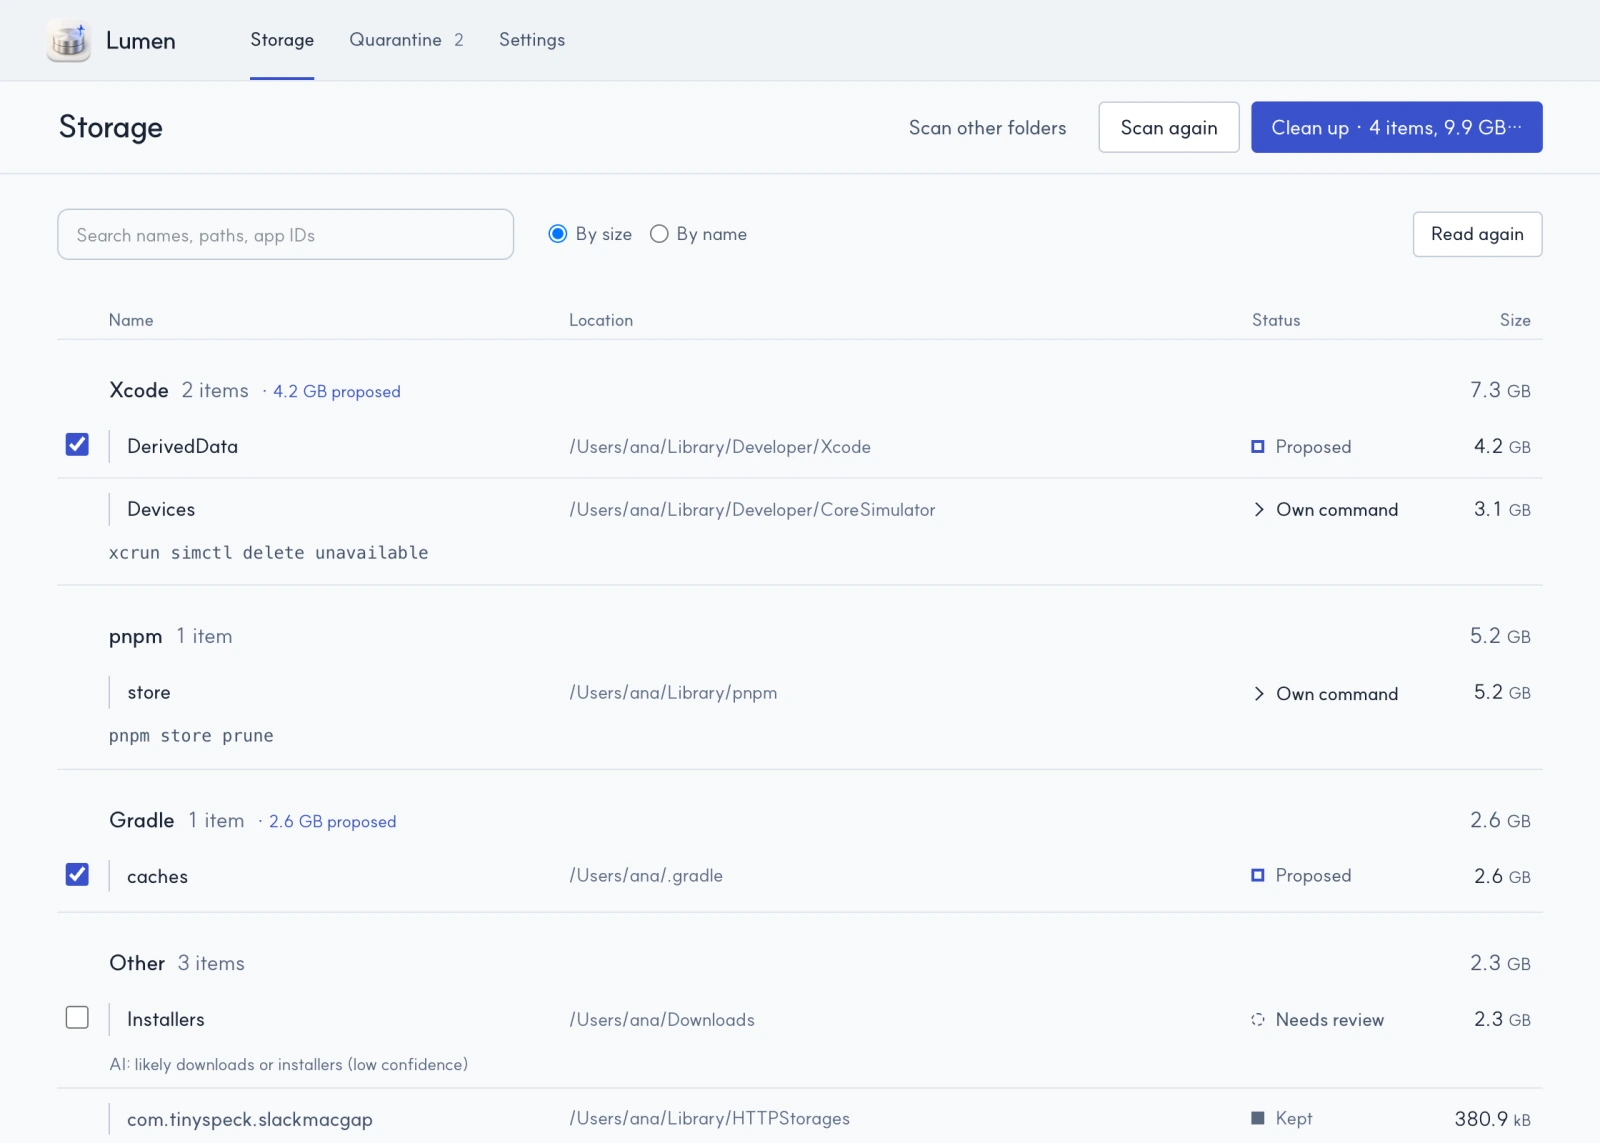 Lumen Storage Quarantine 2 Settings
Storage Scan other folders Scan again Clean up · 4 items, 9.9 GB···
Search names, paths, app IDs By size By name Read again
Name Location Status Size
Xcode 2 items · 4.2 GB proposed 7.3 GB
DerivedData /Users/ana/Library/Developer/Xcode Proposed 4.2 GB
Devices /Users/ana/Library/Developer/CoreSimulator Own command 3.1 GB
xcrun simctl delete unavailable
pnpm 1 item 5.2 GB
store /Users/ana/Library/pnpm Own command 5.2 GB
pnpm store prune
Gradle 1 item · 2.6 GB proposed 2.6 GB
caches /Users/ana/.gradle Proposed 2.6 GB
Other 3 items 2.3 GB
Installers /Users/ana/Downloads Needs review 2.3 GB
AI: likely downloads or installers (low confidence)
com.tinyspeck.slackmacgap /Users/ana/Library/HTTPStorages Kept 380.9 kB